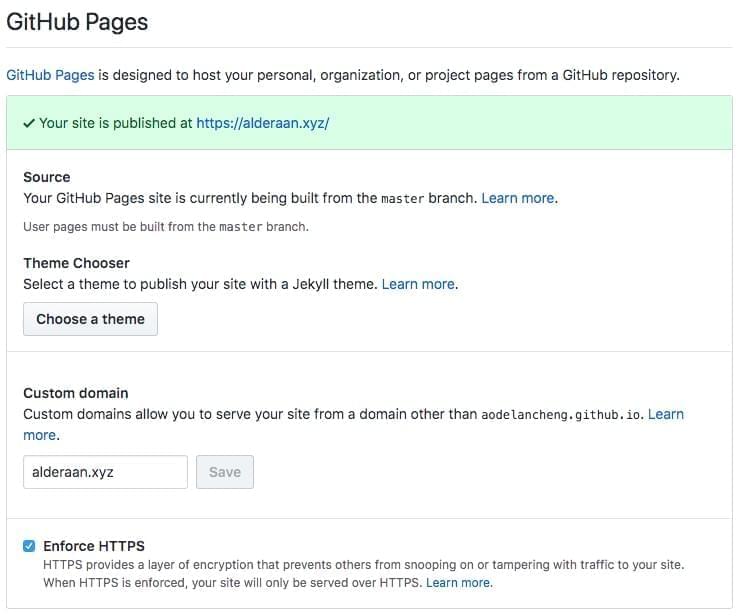 GitHub Pages
GitHub Pages is designed to host your personal, organization, or project pages from a GitHub repository.
✓ Your site is published at https://alderaan.xyz/
Source
Your GitHub Pages site is currently being built from the master branch. Learn more.
User pages must be built from the master branch.
Theme Chooser
Select a theme to publish your site with a Jekyll theme. Learn more.
Choose a theme
Custom domain
Custom domains allow you to serve your site from a domain other than aodelancheng.github.io. Learn
more.
alderaan.xyz Save
Enforce HTTPS
HTTPS provides a layer of encryption that prevents others from snooping on or tampering with traffic to your site.
When HTTPS is enforced, your site will only be served over HTTPS. Learn more.